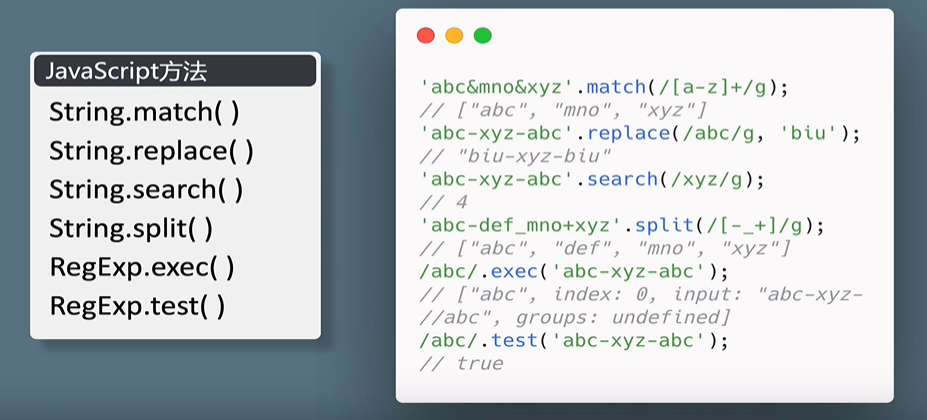 JavaScript方法
String.match( )
String.replace( )
String.search( )
String.split( )
RegExp.exec( )
RegExp.test( )
'abc&mno&xyz'.match(/[a-z]+/g);
// ["abc", "mno", "xyz"]
'abc-xyz-abc'.replace(/abc/g, 'biu');
// "biu-xyz-biu"
'abc-xyz-abc'.search(/xyz/g);
// 4
'abc-def_mno+xyz'.split(/[-_+]/g);
// ["abc", "def", "mno", "xyz"]
/abc/.exec('abc-xyz-abc');
// ["abc", index: 0, input: "abc-xyz-
//abc", groups: undefined]
/abc/.test('abc-xyz-abc');
// true